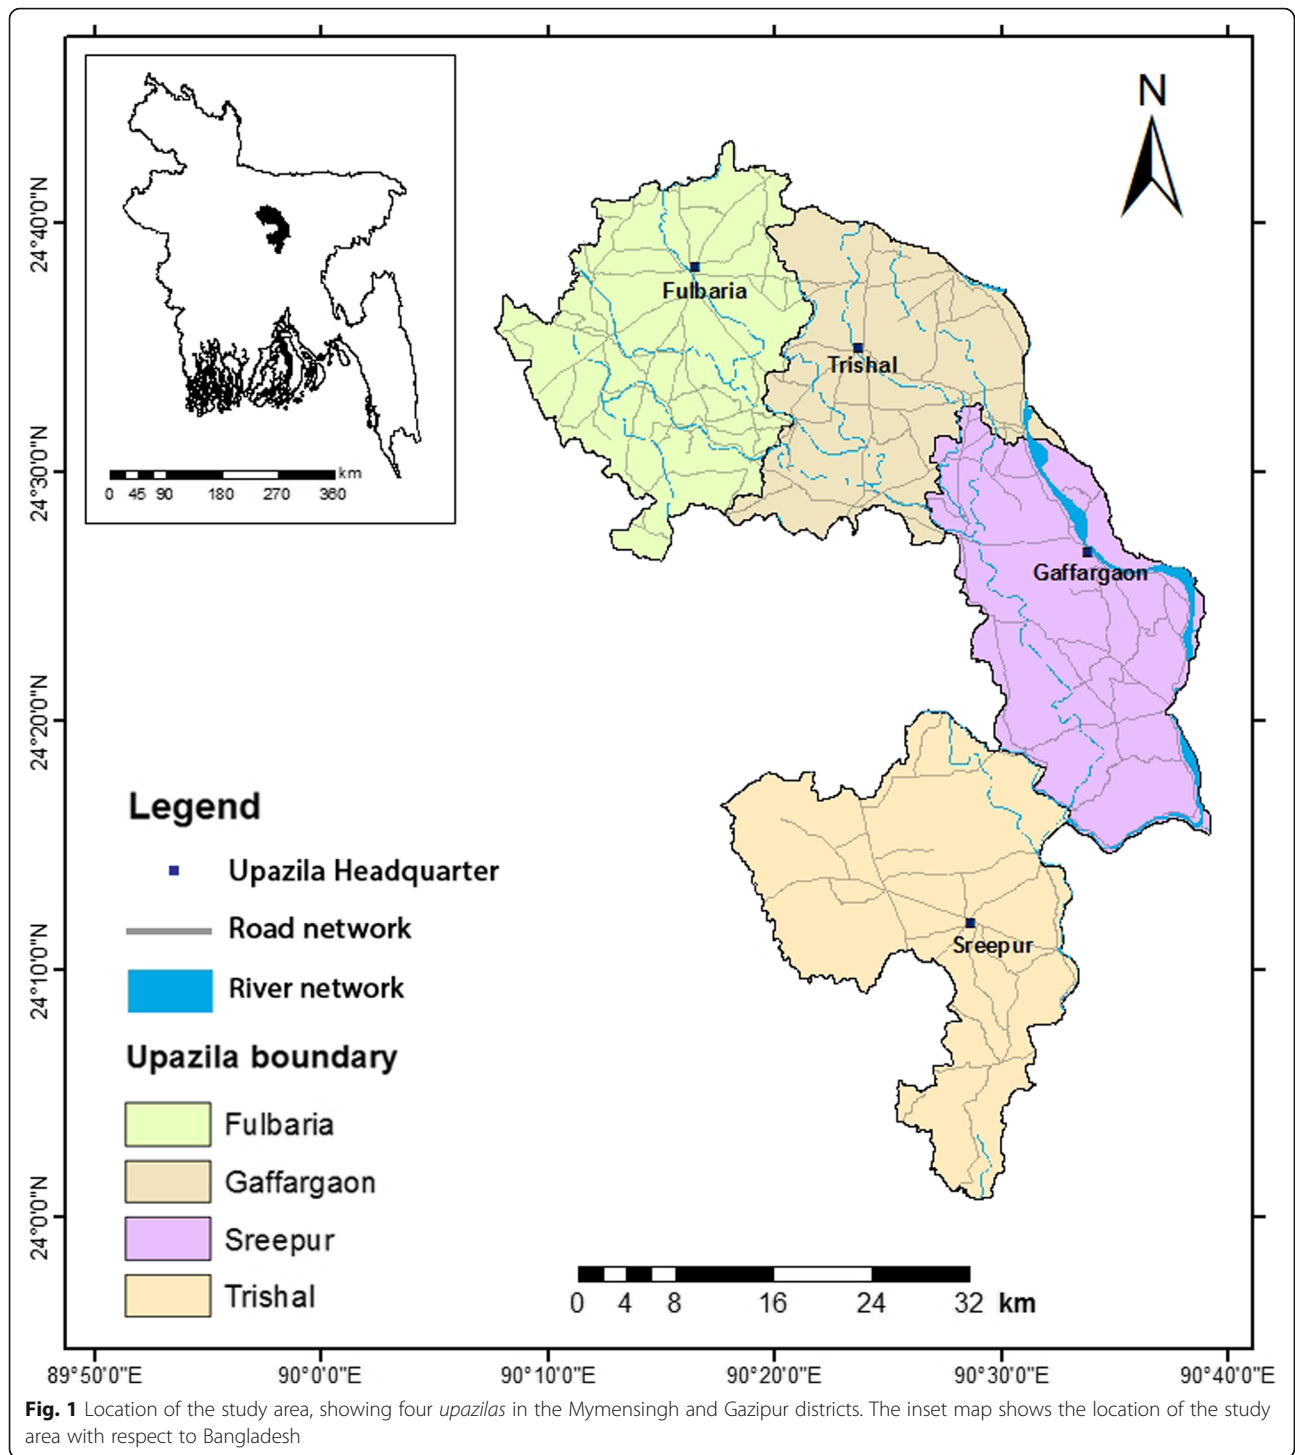 N
24°40'0"N
24°30'0"N
24°20'0"N
24°10'0"N
24°0'0"N
km
0 45 90 180 270 360
Fulbaria
Trishal
Gaffargaon
Sreepur
Legend
Upazila Headquarter
Road network
River network
Upazila boundary
Fulbaria
Gaffargaon
Sreepur
Trishal
0 4 8 16 24 32 km
89°50'0"E 90°0'0"E 90°10'0"E 90°20'0"E 90°30'0"E 90°40'0"E
Fig. 1 Location of the study area, showing four upazilas in the Mymensingh and Gazipur districts. The inset map shows the location of the study
area with respect to Bangladesh